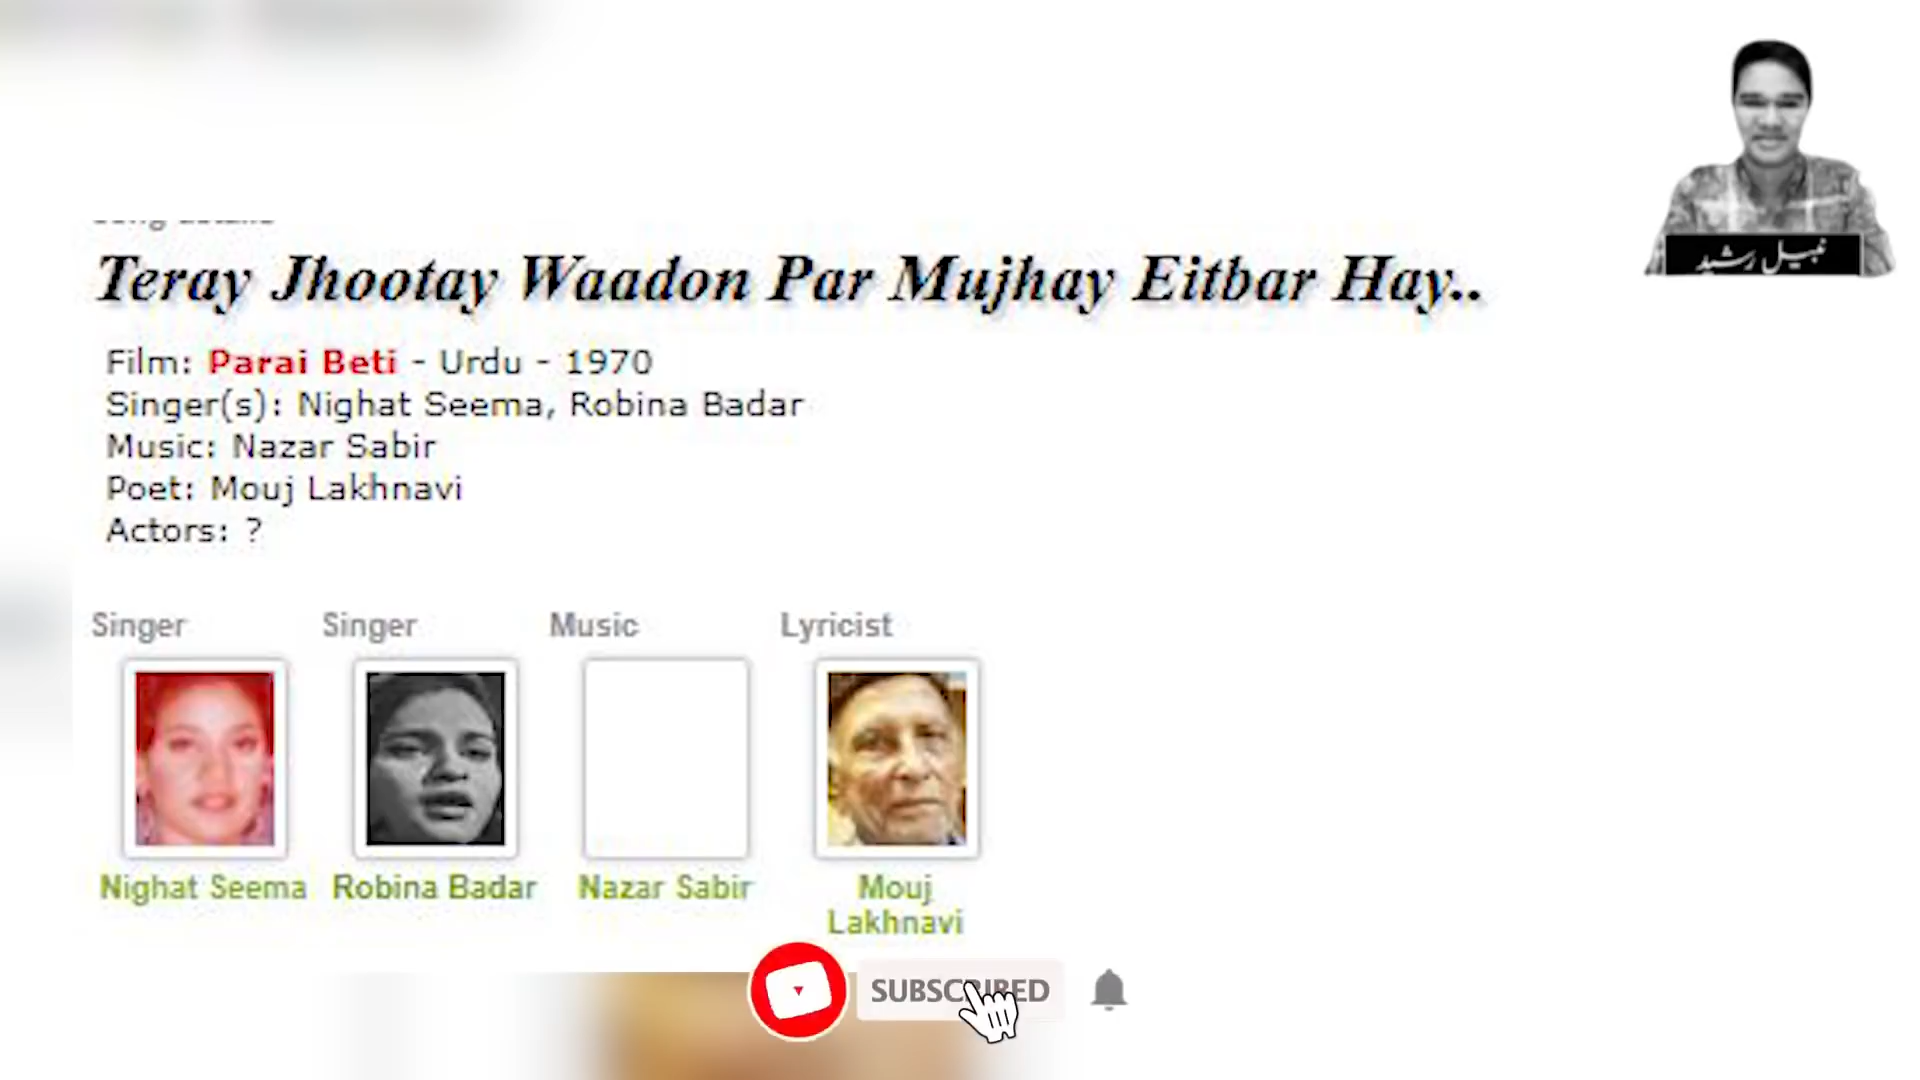 Teray Jhootay Waadon Par Mujhay Eitbar Hay..
نبیل رشید
Film: Parai Beti - Urdu - 1970
Singer(s): Nighat Seema, Robina Badar
Music: Nazar Sabir
Poet: Mouj Lakhnavi
Actors: ?
Singer Singer Music Lyricist
Nighat Seema Robina Badar Nazar Sabir Mouj
Lakhnavi
SUBSCRIBED